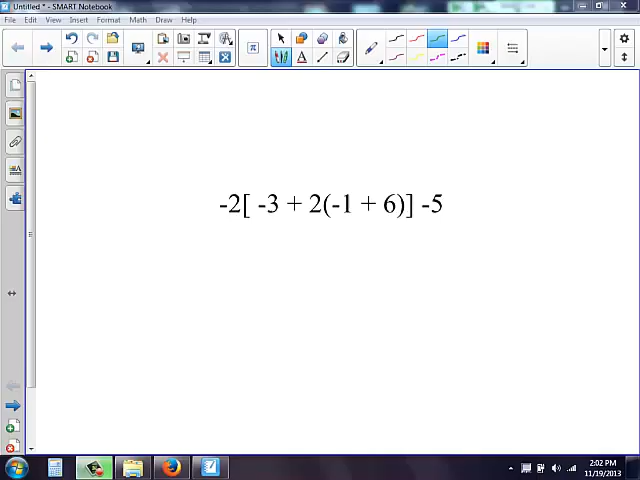 Untitled * - SMART Notebook
File Edit View Insert Format Math Draw Help
-2[ -3 + 2(-1 + 6)] -5
2:02 PM
11/19/2013